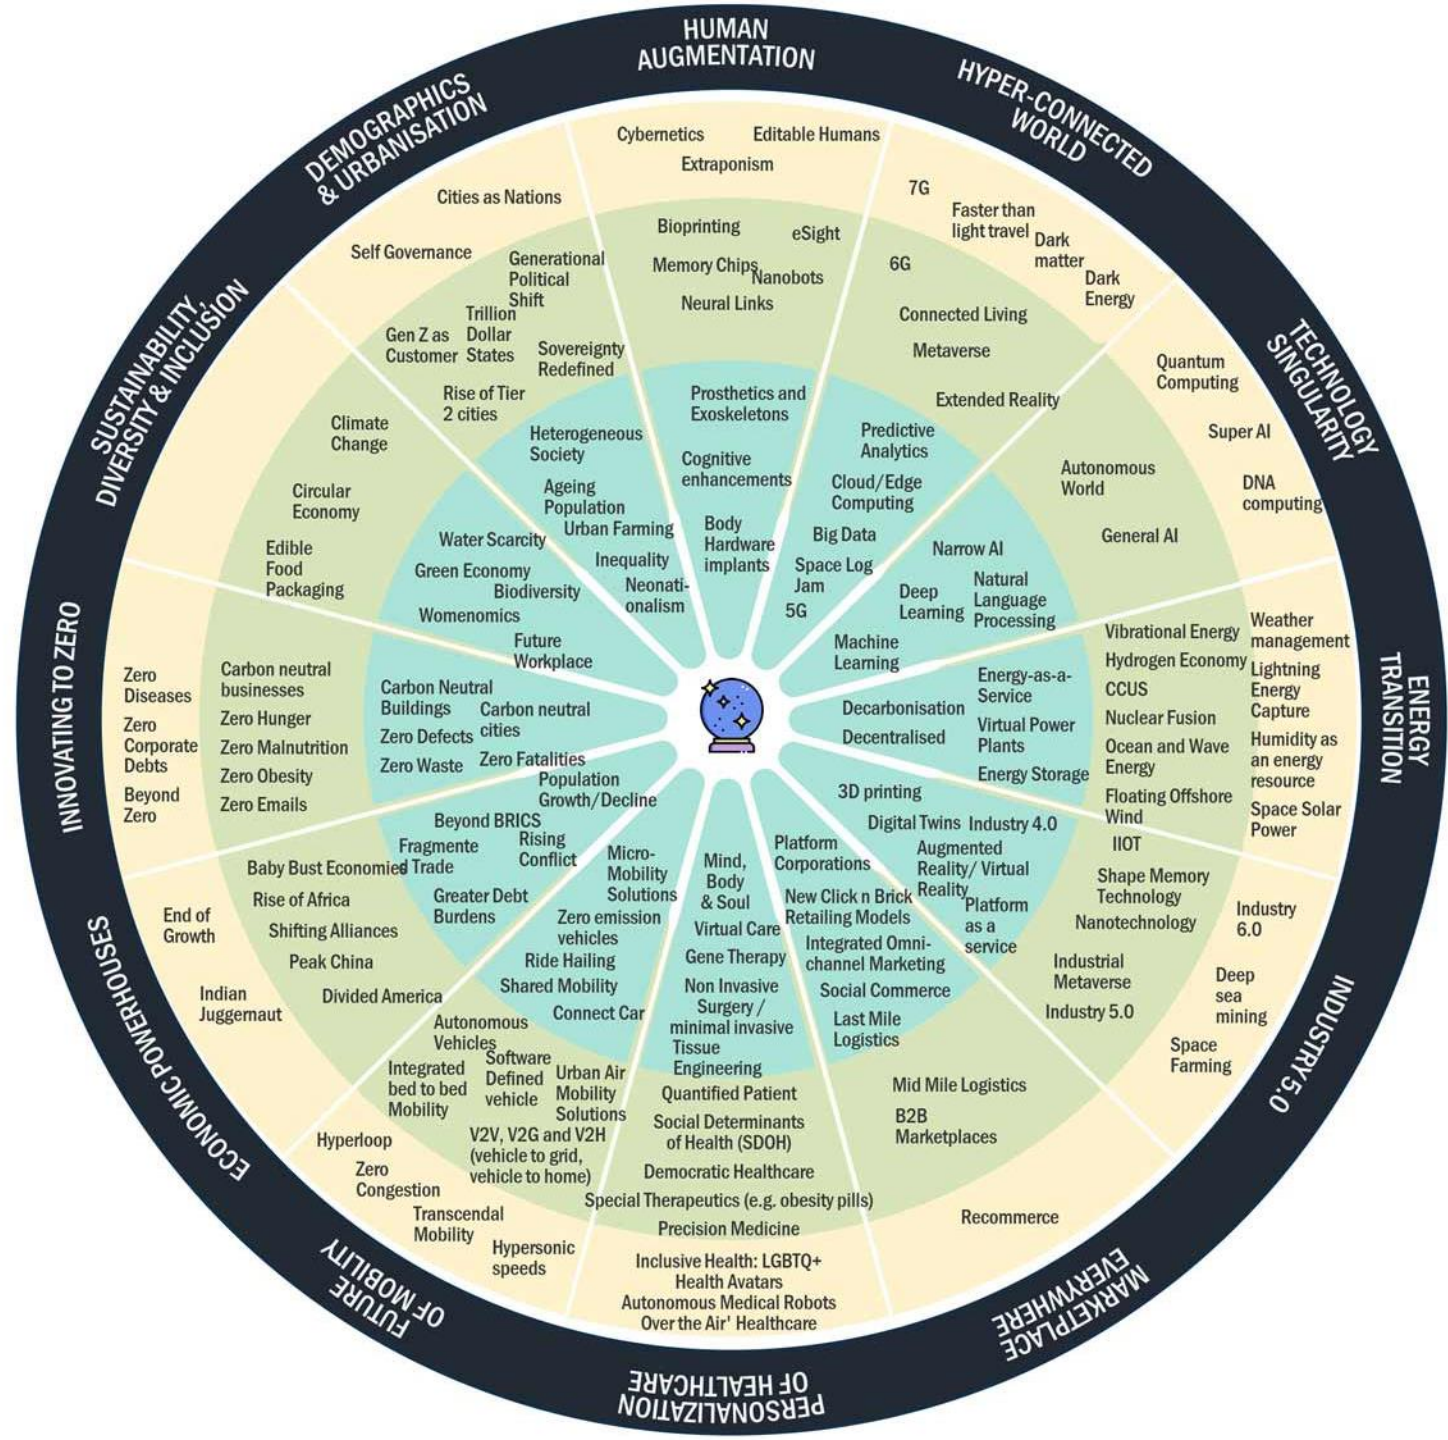 HUMAN
AUGMENTATION
Cybernetics
Editable Humans
Extraponism
Bioprinting
eSight
Memory Chips
Nanobots
Neural Links
Prosthetics and
Exoskeletons
Cognitive
enhancements
Body
Hardware
implants
HYPER-CONNECTED
WORLD
7G
Faster than
light travel
Dark
matter
Dark
Energy
6G
Connected Living
Metaverse
Extended Reality
Predictive
Analytics
Cloud/Edge
Computing
Big Data
Space Log
Jam
5G
TECHNOLOGY
SINGULARITY
Quantum
Computing
Super AI
DNA
computing
Autonomous
World
General AI
Narrow AI
Deep
Learning
Natural
Language
Processing
Machine
Learning
ENERGY
TRANSITION
Weather
management
Lightning
Energy
Capture
Humidity as
an energy
resource
Space Solar
Power
Vibrational Energy
Hydrogen Economy
CCUS
Nuclear Fusion
Ocean and Wave
Energy
Floating Offshore
Wind
Energy-as-a-
Service
Virtual Power
Plants
Energy Storage
Decarbonisation
Decentralised
INDUSTRY 5.0
Industry
6.0
Deep
sea
mining
Space
Farming
IIOT
Shape Memory
Technology
Nanotechnology
Industrial
Metaverse
Industry 5.0
3D printing
Digital Twins
Industry 4.0
Augmented
Reality/ Virtual
Reality
Platform
as a
service
MARKETPLACE
EVERYWHERE
Recommerce
Mid Mile Logistics
B2B
Marketplaces
Platform
Corporations
New Click n Brick
Retailing Models
Integrated Omni-
channel Marketing
Social Commerce
Last Mile
Logistics
PERSONALIZATION
OF HEALTHCARE
Mind,
Body
& Soul
Virtual Care
Gene Therapy
Non Invasive
Surgery /
minimal invasive
Tissue
Engineering
Quantified Patient
Social Determinants
of Health (SDOH)
Democratic Healthcare
Special Therapeutics (e.g. obesity pills)
Precision Medicine
Inclusive Health: LGBTQ+
Health Avatars
Autonomous Medical Robots
Over the Air' Healthcare
FUTURE
OF MOBILITY
Micro-
Mobility
Solutions
Zero emission
vehicles
Ride Hailing
Shared Mobility
Connect Car
Autonomous
Vehicles
Integrated
bed to bed
Mobility
Software
Defined
vehicle
Urban Air
Mobility
Solutions
V2V, V2G and V2H
(vehicle to grid,
vehicle to home)
Hyperloop
Zero
Congestion
Transcendal
Mobility
Hypersonic
speeds
ECONOMIC POWERHOUSES
Population
Growth/Decline
Beyond BRICS
Fragmente
d Trade
Rising
Conflict
Greater Debt
Burdens
Baby Bust Economies
Rise of Africa
Shifting Alliances
Peak China
Divided America
End of
Growth
Indian
Juggernaut
INNOVATING TO ZERO
Zero
Diseases
Zero
Corporate
Debts
Beyond
Zero
Carbon neutral
businesses
Zero Hunger
Zero Malnutrition
Zero Obesity
Zero Emails
Carbon Neutral
Buildings
Carbon neutral
cities
Zero Defects
Zero Waste
Zero Fatalities
SUSTAINABILITY,
DIVERSITY & INCLUSION
Climate
Change
Circular
Economy
Edible
Food
Packaging
Water Scarcity
Green Economy
Biodiversity
Womenomics
Future
Workplace
DEMOGRAPHICS
& URBANISATION
Cities as Nations
Self Governance
Generational
Political
Shift
Trillion
Dollar
States
Gen Z as
Customer
Sovereignty
Redefined
Rise of Tier
2 cities
Heterogeneous
Society
Ageing
Population
Urban Farming
Inequality
Neonati-
onalism